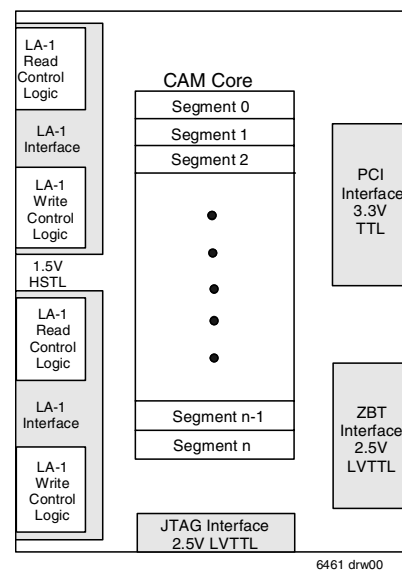 LA-1
Read
Control
Logic
LA-1
Interface
LA-1
Write
Control
Logic
1.5V
HSTL
LA-1
Read
Control
Logic
LA-1
Interface
LA-1
Write
Control
Logic
CAM Core
Segment 0
Segment 1
Segment 2
Segment n-1
Segment n
PCI
Interface
3.3V
TTL
ZBT
Interface
2.5V
LVTTL
JTAG Interface
2.5V LVTTL
6461 drw00